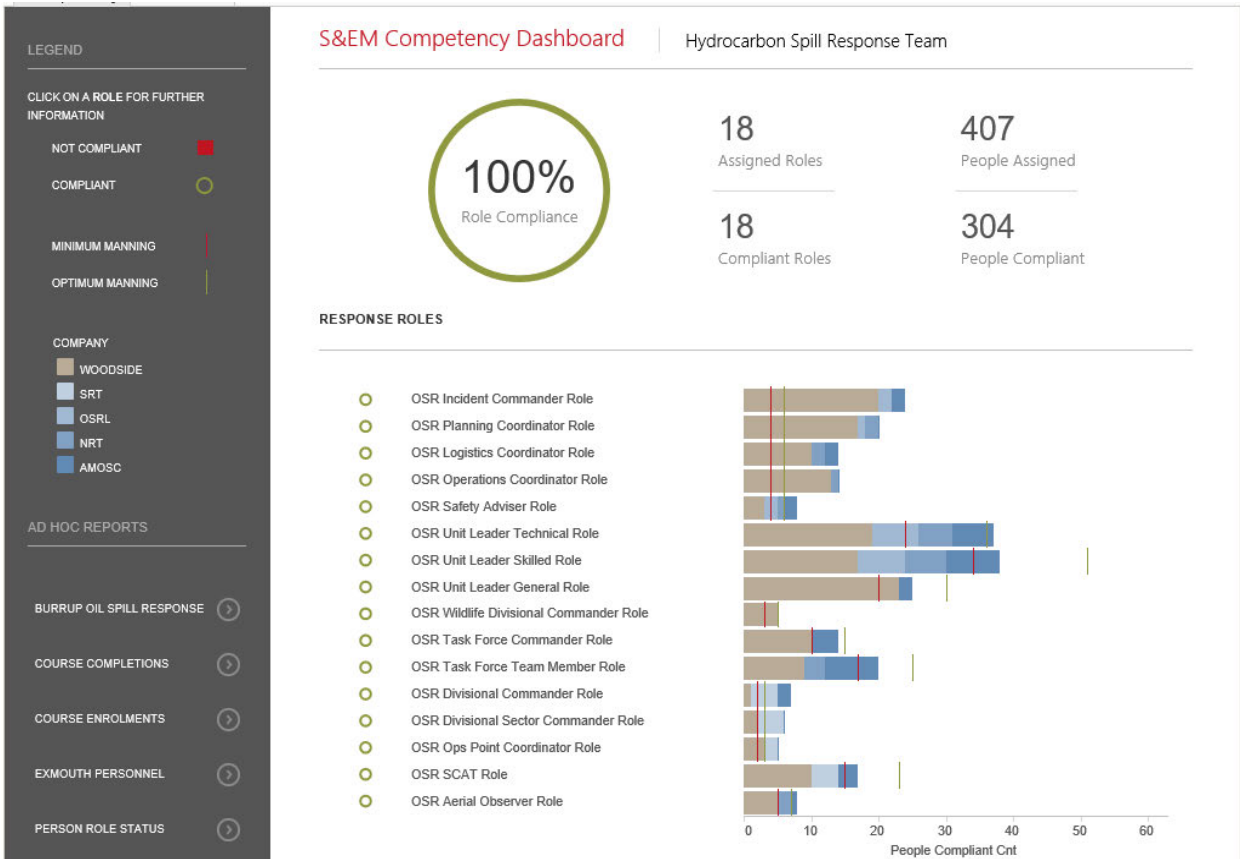 LEGEND
CLICK ON A ROLE FOR FURTHER
INFORMATION
NOT COMPLIANT
COMPLIANT
MINIMUM MANNING
OPTIMUM MANNING
COMPANY
WOODSIDE
SRT
OSRL
NRT
AMOSC
AD HOC REPORTS
BURRUP OIL SPILL RESPONSE
COURSE COMPLETIONS
COURSE ENROLMENTS
EXMOUTH PERSONNEL
PERSON ROLE STATUS
S&EM Competency Dashboard
Hydrocarbon Spill Response Team
100%
Role Compliance
18
Assigned Roles
407
People Assigned
18
Compliant Roles
304
People Compliant
RESPONSE ROLES
OSR Incident Commander Role
OSR Planning Coordinator Role
OSR Logistics Coordinator Role
OSR Operations Coordinator Role
OSR Safety Adviser Role
OSR Unit Leader Technical Role
OSR Unit Leader Skilled Role
OSR Unit Leader General Role
OSR Wildlife Divisional Commander Role
OSR Task Force Commander Role
OSR Task Force Team Member Role
OSR Divisional Commander Role
OSR Divisional Sector Commander Role
OSR Ops Point Coordinator Role
OSR SCAT Role
OSR Aerial Observer Role
0 10 20 30 40 50 60
People Compliant Cnt